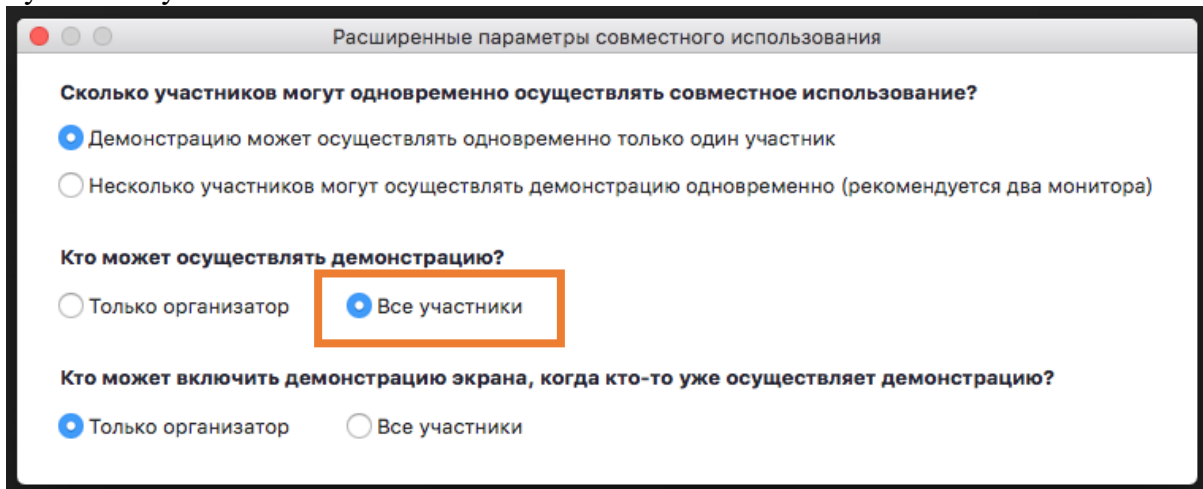 Расширенные параметры совместного использования
Сколько участников могут одновременно осуществлять совместное использование?
Демонстрацию может осуществлять одновременно только один участник
Несколько участников могут осуществлять демонстрацию одновременно (рекомендуется два монитора)
Кто может осуществлять демонстрацию?
Только организатор Все участники
Кто может включить демонстрацию экрана, когда кто-то уже осуществляет демонстрацию?
Только организатор Все участники